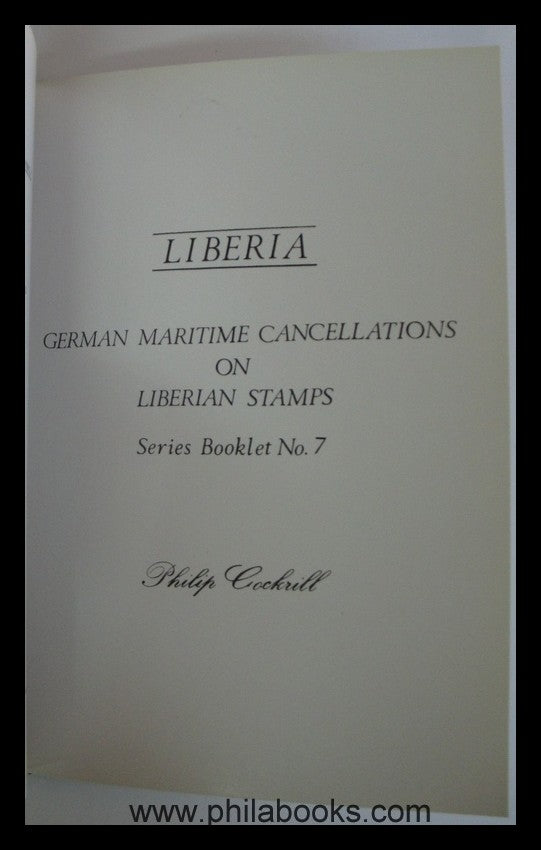 LIBERIA
GERMAN MARITIME CANCELLATIONS
ON
LIBERIAN STAMPS
Series Booklet No. 7
Philip Cockrill
www.philabooks.com